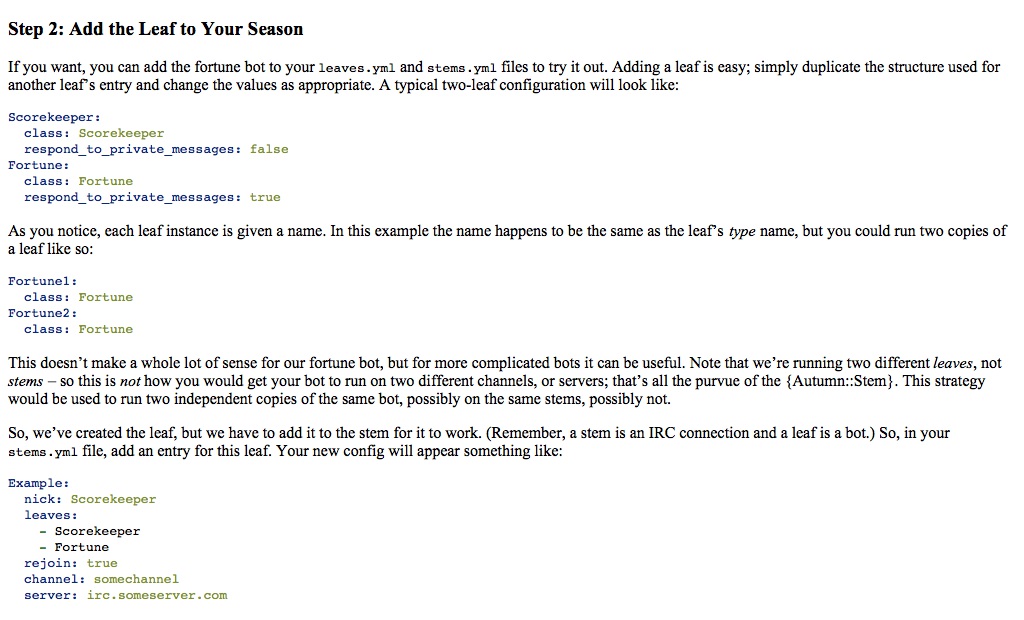 Step 2: Add the Leaf to Your Season
If you want, you can add the fortune bot to your leaves.yml and stems.yml files to try it out. Adding a leaf is easy; simply duplicate the structure used for
another leaf's entry and change the values as appropriate. A typical two-leaf configuration will look like:
Scorekeeper:
  class: Scorekeeper
  respond_to_private_messages: false
Fortune:
  class: Fortune
  respond_to_private_messages: true
As you notice, each leaf instance is given a name. In this example the name happens to be the same as the leaf's type name, but you could run two copies of
a leaf like so:
Fortune1:
  class: Fortune
Fortune2:
  class: Fortune
This doesn't make a whole lot of sense for our fortune bot, but for more complicated bots it can be useful. Note that we're running two different leaves, not
stems – so this is not how you would get your bot to run on two different channels, or servers; that's all the purvue of the {Autumn::Stem}. This strategy
would be used to run two independent copies of the same bot, possibly on the same stems, possibly not.
So, we've created the leaf, but we have to add it to the stem for it to work. (Remember, a stem is an IRC connection and a leaf is a bot.) So, in your
stems.yml file, add an entry for this leaf. Your new config will appear something like:
Example:
  nick: Scorekeeper
  leaves:
    - Scorekeeper
    - Fortune
  rejoin: true
  channel: somechannel
  server: irc.someserver.com